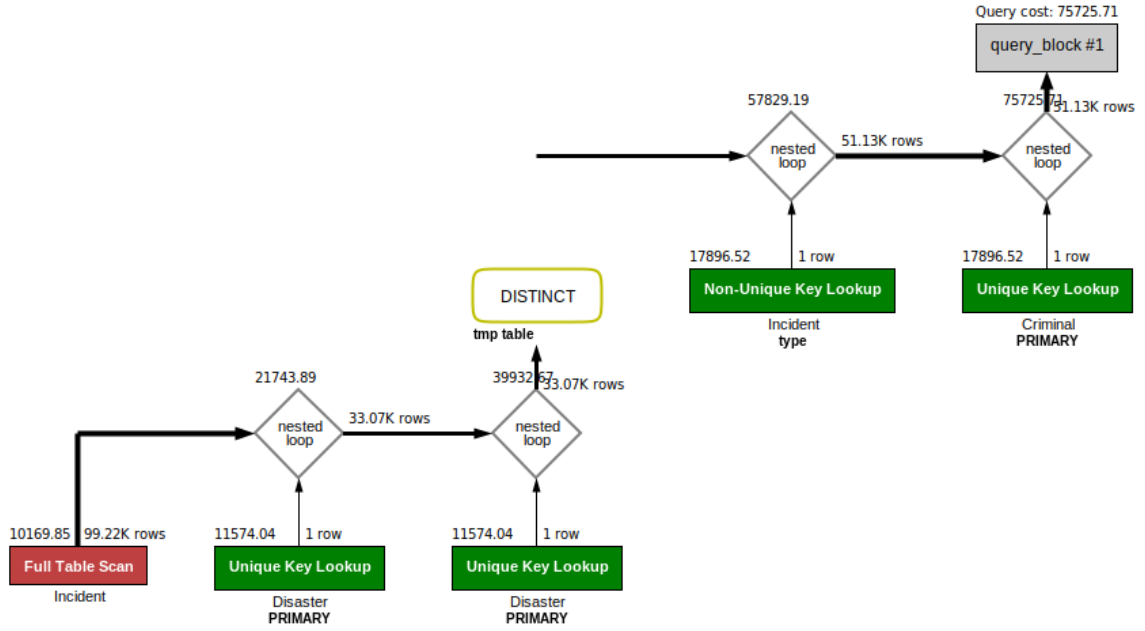 Query cost: 75725.71
query_block #1
57829.19
75725.71
51.13K rows
nested
loop
51.13K rows
nested
loop
17896.52
1 row
17896.52
1 row
Non-Unique Key Lookup
Unique Key Lookup
Incident
type
Criminal
PRIMARY
DISTINCT
tmp table
21743.89
39932.67
33.07K rows
nested
loop
33.07K rows
nested
loop
10169.85
99.22K rows
11574.04
1 row
11574.04
1 row
Full Table Scan
Unique Key Lookup
Unique Key Lookup
Incident
Disaster
PRIMARY
Disaster
PRIMARY